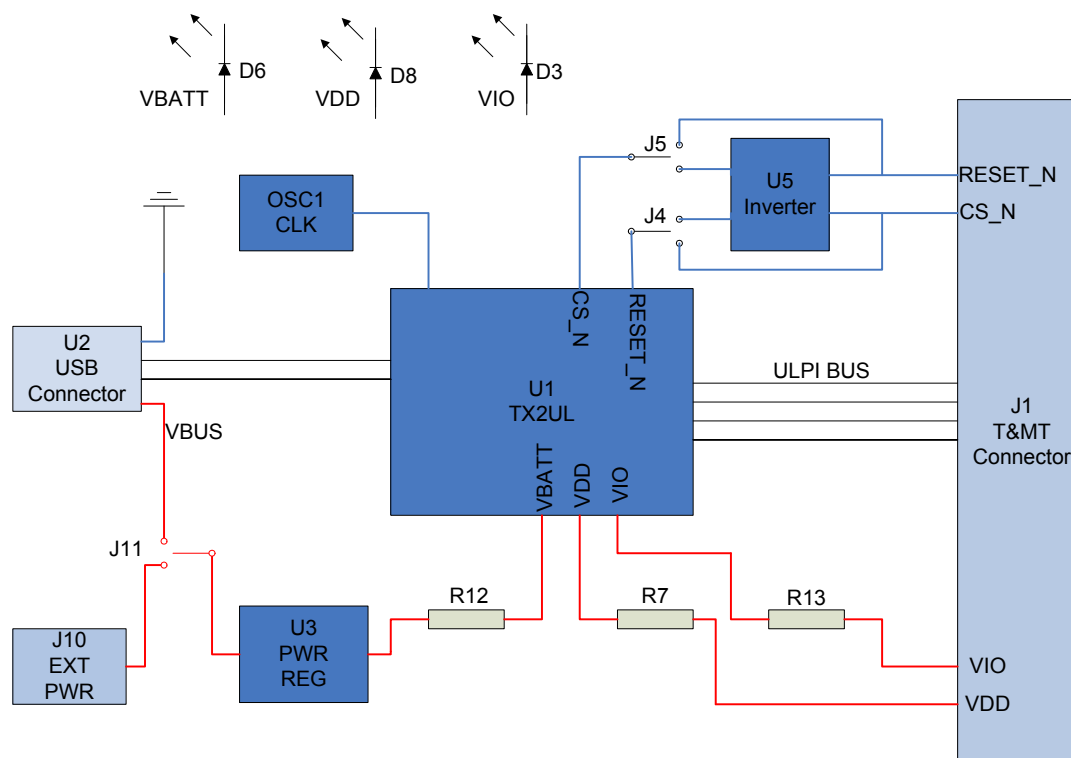 D6
VBATT
D8
VDD
D3
VIO
J5
J4
U5
Inverter
RESET_N
CS_N
OSC1
CLK
U2
USB
Connector
VBUS
CS_N
RESET_N
U1
TX2UL
VBATT
VDD
VIO
ULPI BUS
J1
T&MT
Connector
J11
J10
EXT
PWR
U3
PWR
REG
R12
R7
R13
VIO
VDD